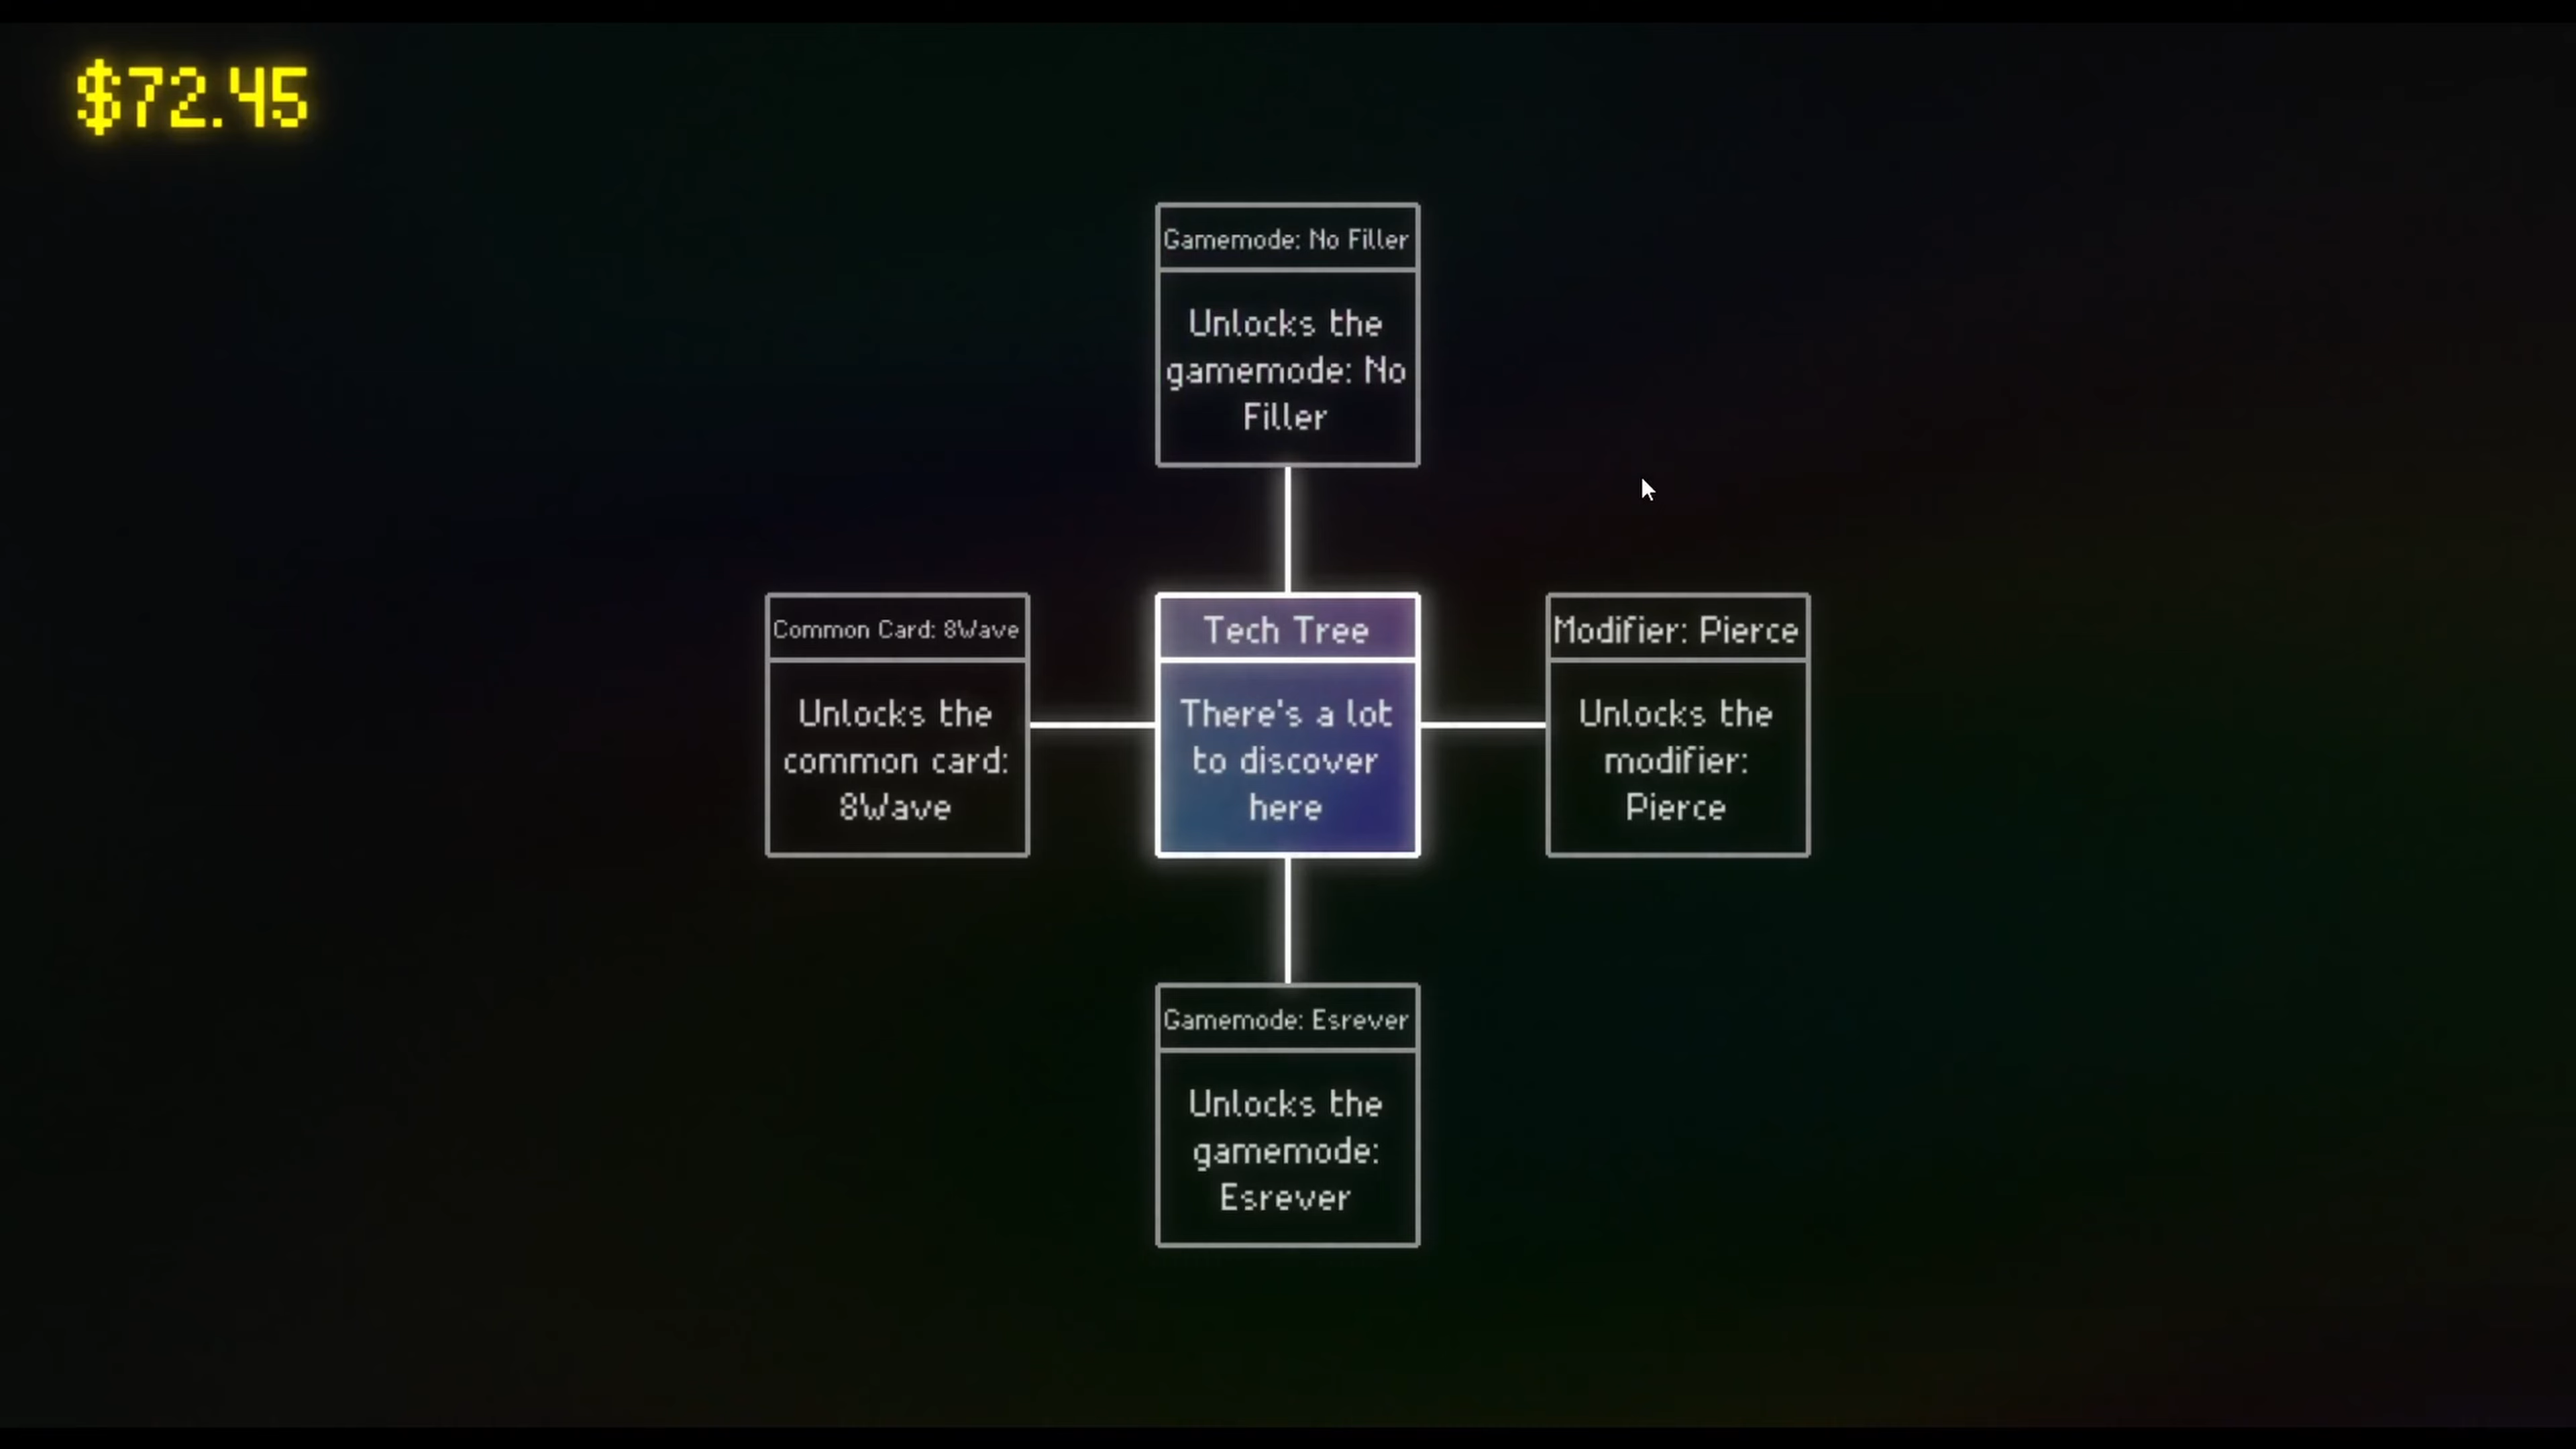 $72.45
Gamemode: No Filler
Unlocks the
gamemode: No
Filler
Common Card: 8Wave
Unlocks the
common card:
8Wave
Tech Tree
There's a lot
to discover
here
Modifier: Pierce
Unlocks the
modifier:
Pierce
Gamemode: Esrever
Unlocks the
gamemode:
Esrever